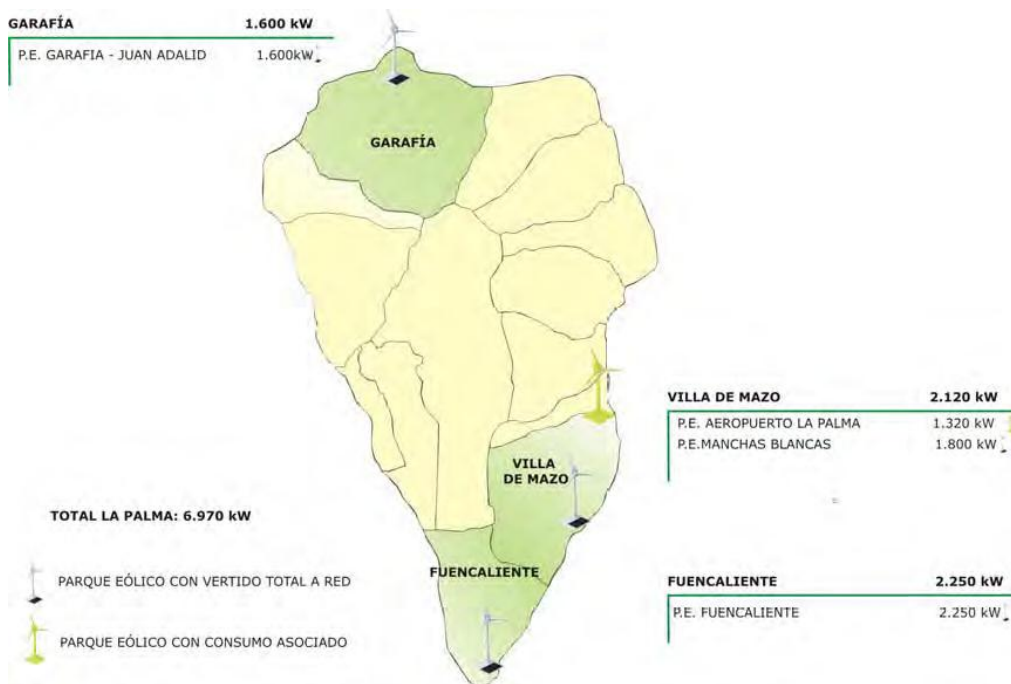 GARAFÍA 1.600 kW
P.E. GARAFIA - JUAN ADALID 1.600kW
GARAFÍA
VILLA DE MAZO 2.120 kW
P.E. AEROPUERTO LA PALMA 1.320 kW
P.E.MANCHAS BLANCAS 1.800 kW
VILLA
DE MAZO
TOTAL LA PALMA: 6.970 kW
FUENCALIENTE
PARQUE EÓLICO CON VERTIDO TOTAL A RED
FUENCALIENTE 2.250 kW
P.E. FUENCALIENTE 2.250 kW
PARQUE EÓLICO CON CONSUMO ASOCIADO